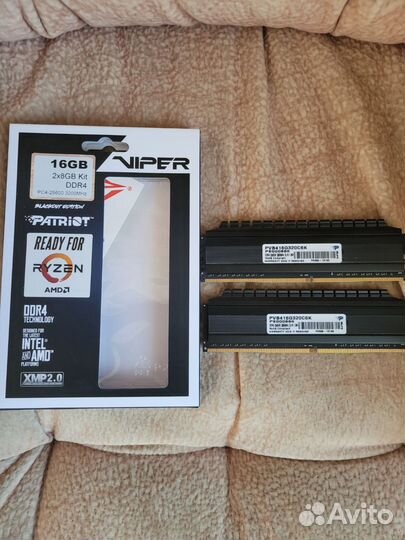 16GB
2x8GB Kit
DDR4
PC4-25600 3200MHz
BLACKOUT EDITION
PATRIOT
READY FOR
RYZEN
AMD
DDR4
TECHNOLOGY
DESIGNED FOR
THE LATEST
INTEL
AND AMD
PLATFORMS
XMP2.0
VIPER
PVB416G320C6K
PVB416G320C6K
Avito